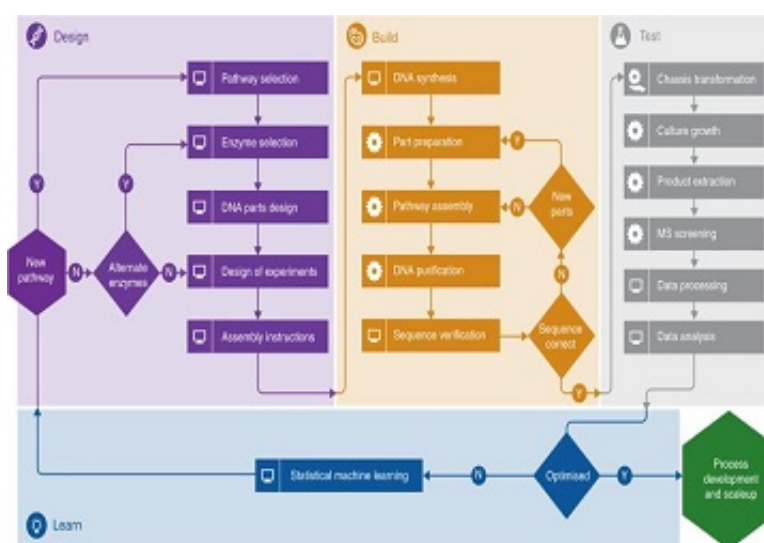 Design
Pathway selection
Enzyme selection
DNA parts design
Design of experiments
Assembly instructions
Y
Y
New
pathway
N
Alternate
enzymes
N
Build
DNA synthesis
Part preparation
Pathway assembly
DNA purification
Sequence verification
Y
N
New
parts
N
Sequence
correct
Y
Test
Chassis transformation
Culture growth
Product extraction
MS screening
Data processing
Data analysis
Statistical machine learning
N
Optimised
Y
Process
development
and scaleup
Learn